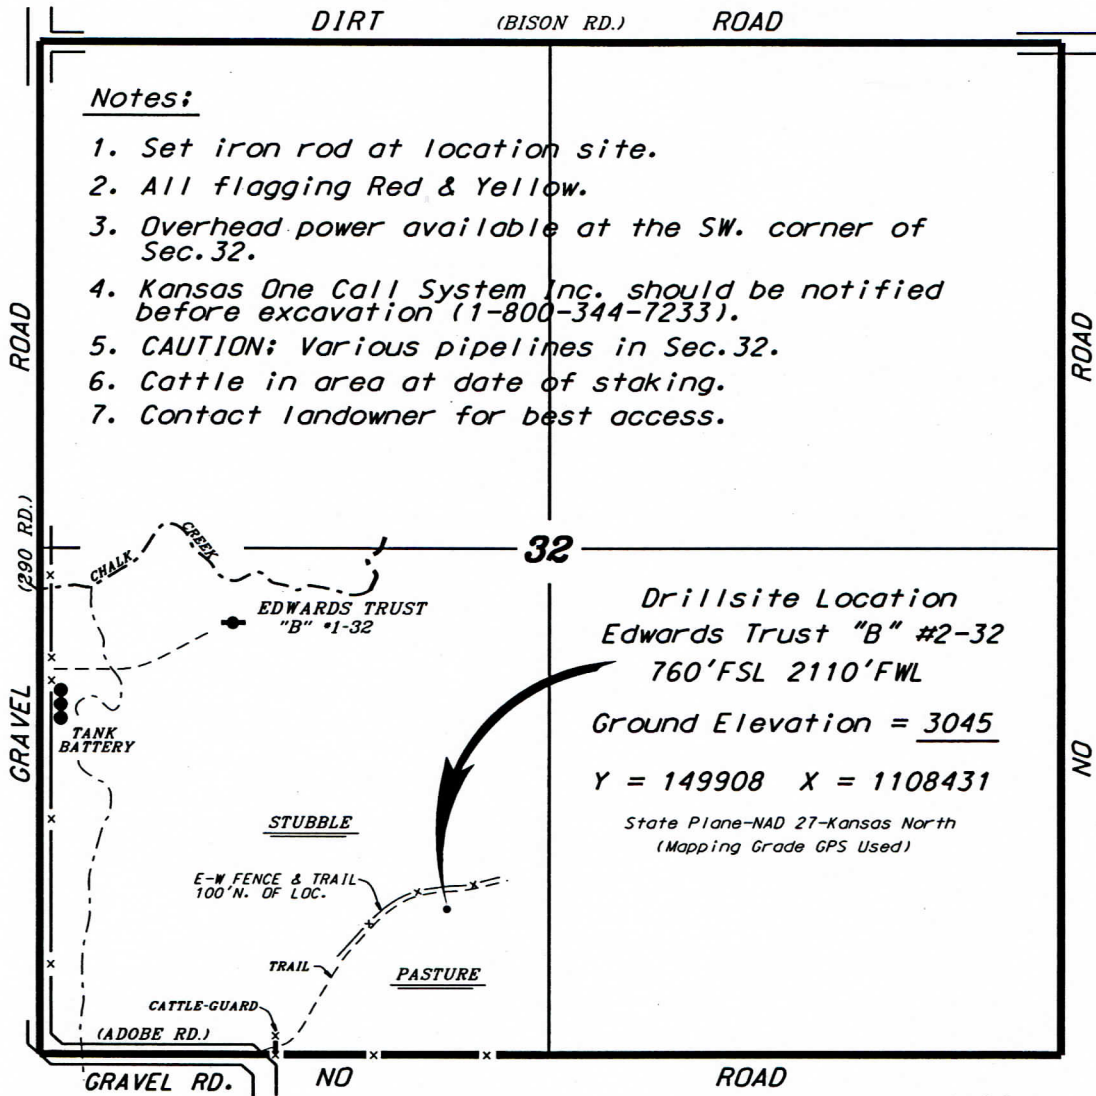 DIRT (BISON RD.) ROAD
Notes:
1. Set iron rod at location site.
2. All flagging Red & Yellow.
3. Overhead power available at the SW. corner of
Sec.32.
4. Kansas One Call System Inc. should be notified
before excavation (1-800-344-7233).
5. CAUTION: Various pipelines in Sec.32.
6. Cattle in area at date of staking.
7. Contact landowner for best access.
ROAD
(290 RD.)
GRAVEL
ROAD
NO
CHALK
CREEK
32
EDWARDS TRUST
"B" #1-32
TANK
BATTERY
Drillsite Location
Edwards Trust "B" #2-32
760'FSL 2110'FWL
Ground Elevation = 3045
Y = 149908 X = 1108431
State Plane-NAD 27-Kansas North
(Mapping Grade GPS Used)
STUBBLE
E-W FENCE & TRAIL
100'N. OF LOC.
TRAIL
PASTURE
CATTLE-GUARD
(ADOBE RD.)
GRAVEL RD. NO ROAD